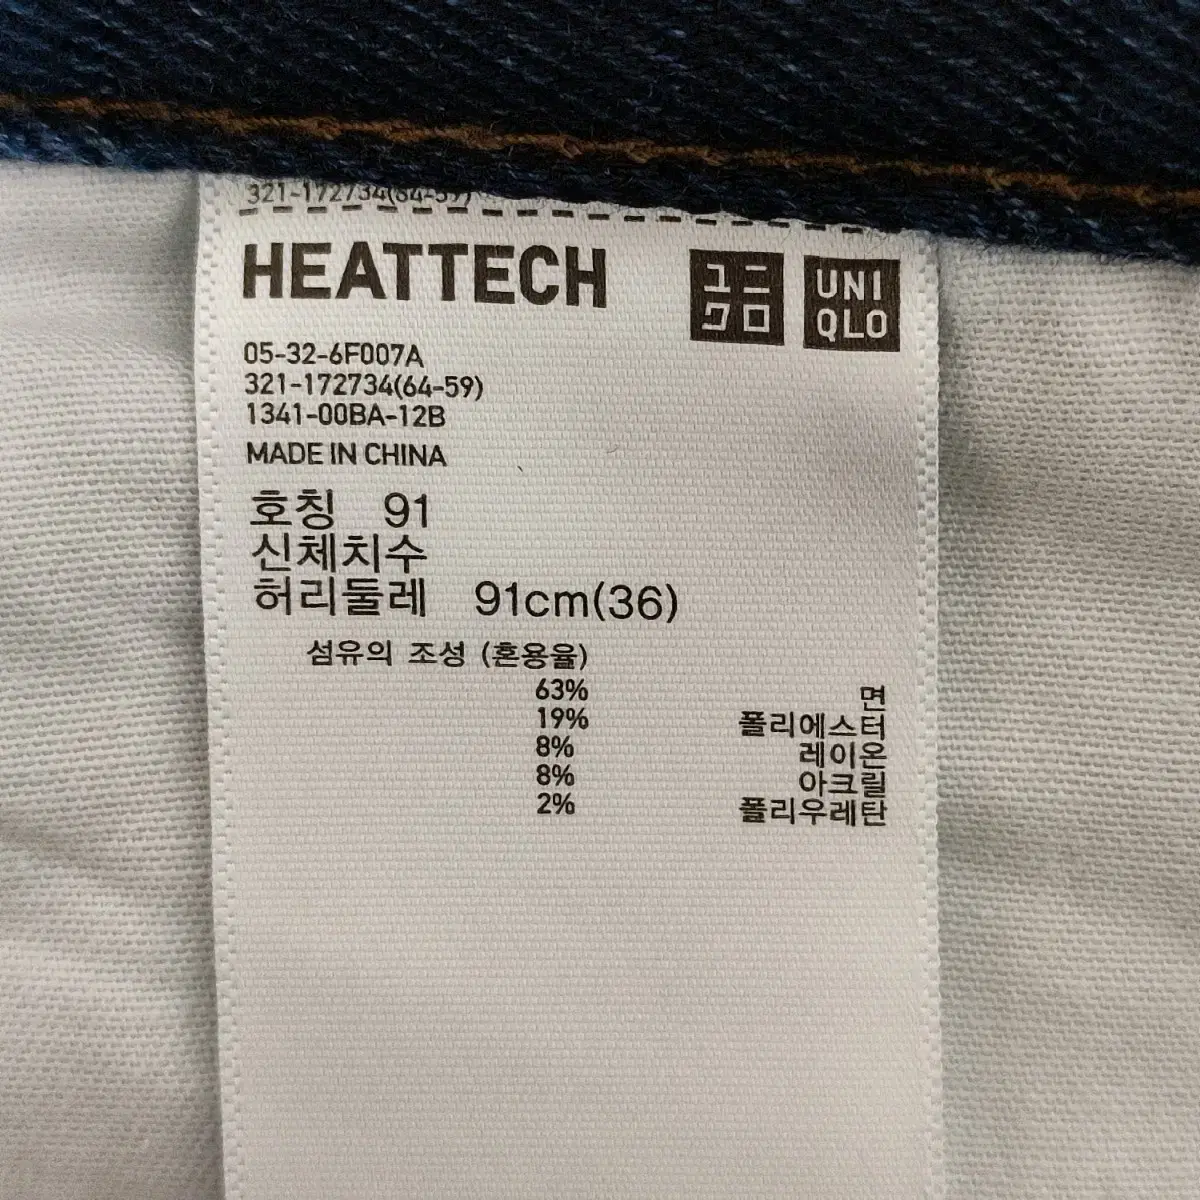 321-172734(64-59)
HEATTECH
ユニ
クロ
UNI
QLO
05-32-6F007A
321-172734(64-59)
1341-00BA-12B
MADE IN CHINA
호칭 91
신체치수
허리둘레 91cm(36)
섬유의 조성 (혼용율)
63% 면
19% 폴리에스터
8% 레이온
8% 아크릴
2% 폴리우레탄